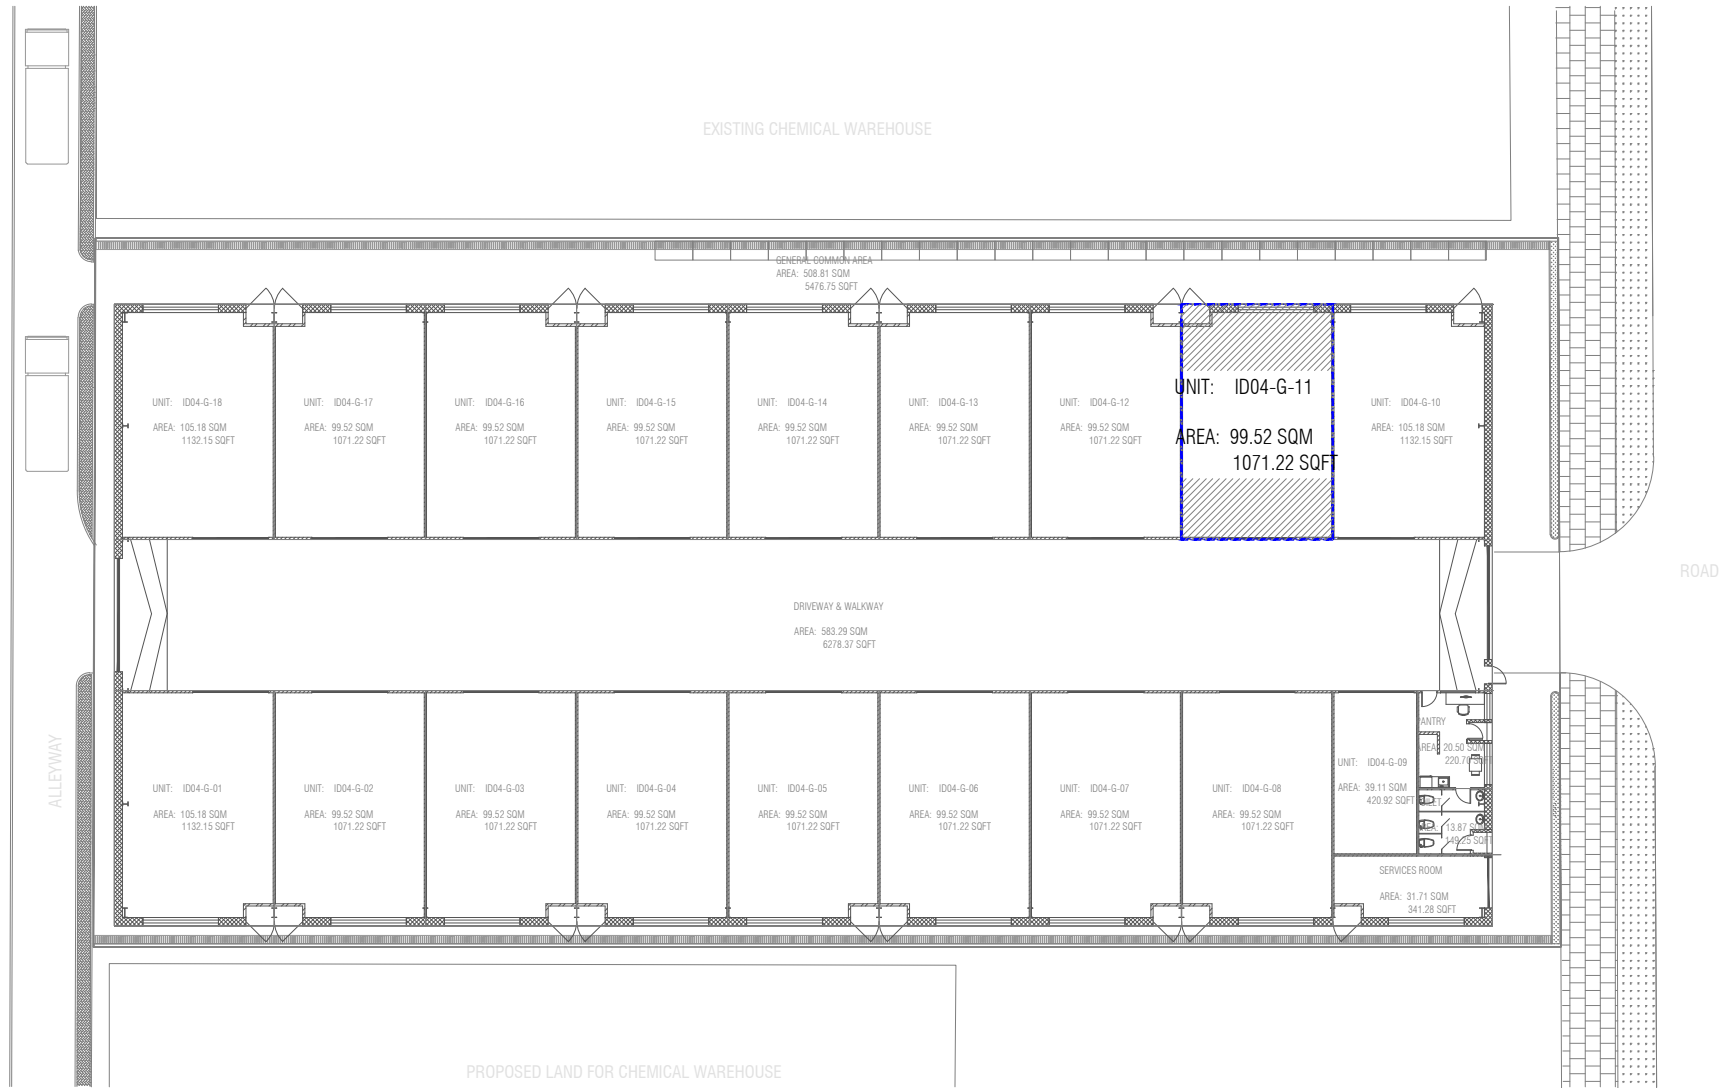 EXISTING CHEMICAL WAREHOUSE
GENERAL COMMON AREA
AREA: 508.81 SQM
5476.75 SQFT
UNIT: ID04-G-18
AREA: 105.18 SQM
1132.15 SQFT
UNIT: ID04-G-17
AREA: 99.52 SQM
1071.22 SQFT
UNIT: ID04-G-16
AREA: 99.52 SQM
1071.22 SQFT
UNIT: ID04-G-15
AREA: 99.52 SQM
1071.22 SQFT
UNIT: ID04-G-14
AREA: 99.52 SQM
1071.22 SQFT
UNIT: ID04-G-13
AREA: 99.52 SQM
1071.22 SQFT
UNIT: ID04-G-12
AREA: 99.52 SQM
1071.22 SQFT
UNIT: ID04-G-11
AREA: 99.52 SQM
1071.22 SQFT
UNIT: ID04-G-10
AREA: 105.18 SQM
1132.15 SQFT
ROAD
DRIVEWAY & WALKWAY
AREA: 583.29 SQM
6278.37 SQFT
ALLEYWAY
UNIT: ID04-G-01
AREA: 105.18 SQM
1132.15 SQFT
UNIT: ID04-G-02
AREA: 99.52 SQM
1071.22 SQFT
UNIT: ID04-G-03
AREA: 99.52 SQM
1071.22 SQFT
UNIT: ID04-G-04
AREA: 99.52 SQM
1071.22 SQFT
UNIT: ID04-G-05
AREA: 99.52 SQM
1071.22 SQFT
UNIT: ID04-G-06
AREA: 99.52 SQM
1071.22 SQFT
UNIT: ID04-G-07
AREA: 99.52 SQM
1071.22 SQFT
UNIT: ID04-G-08
AREA: 99.52 SQM
1071.22 SQFT
UNIT: ID04-G-09
AREA: 39.11 SQM
420.92 SQFT
PANTRY
AREA: 20.50 SQM
220.70 SQFT
TOILET
AREA: 13.87 SQM
149.25 SQFT
SERVICES ROOM
AREA: 31.71 SQM
341.28 SQFT
PROPOSED LAND FOR CHEMICAL WAREHOUSE